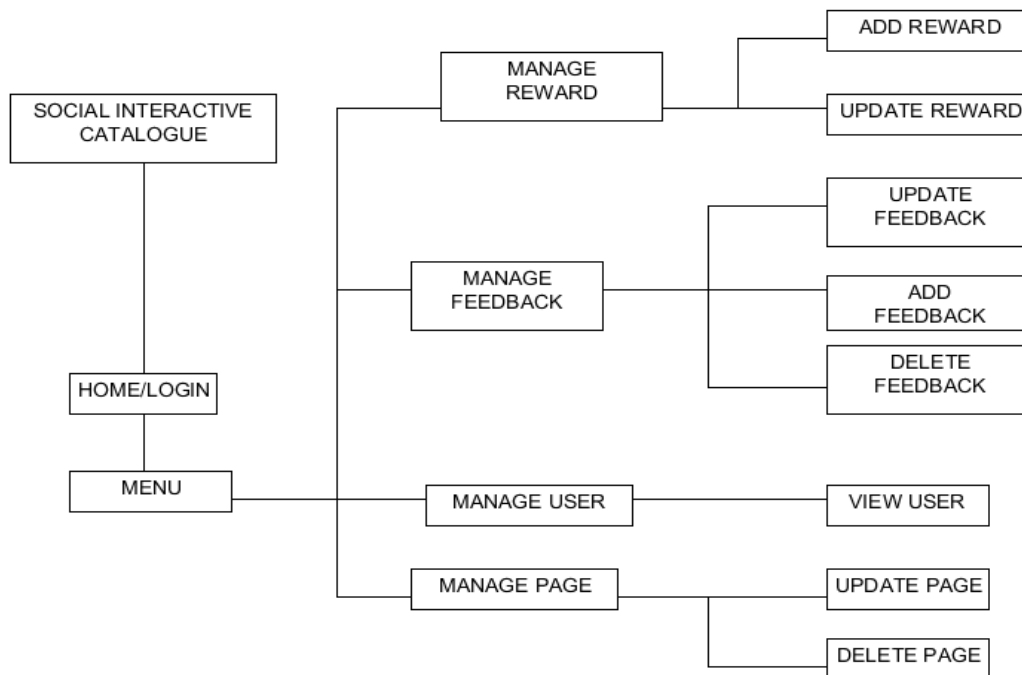 SOCIAL INTERACTIVE
CATALOGUE
HOME/LOGIN
MENU
MANAGE
REWARD
MANAGE
FEEDBACK
MANAGE USER
MANAGE PAGE
ADD REWARD
UPDATE REWARD
UPDATE
FEEDBACK
ADD
FEEDBACK
DELETE
FEEDBACK
VIEW USER
UPDATE PAGE
DELETE PAGE